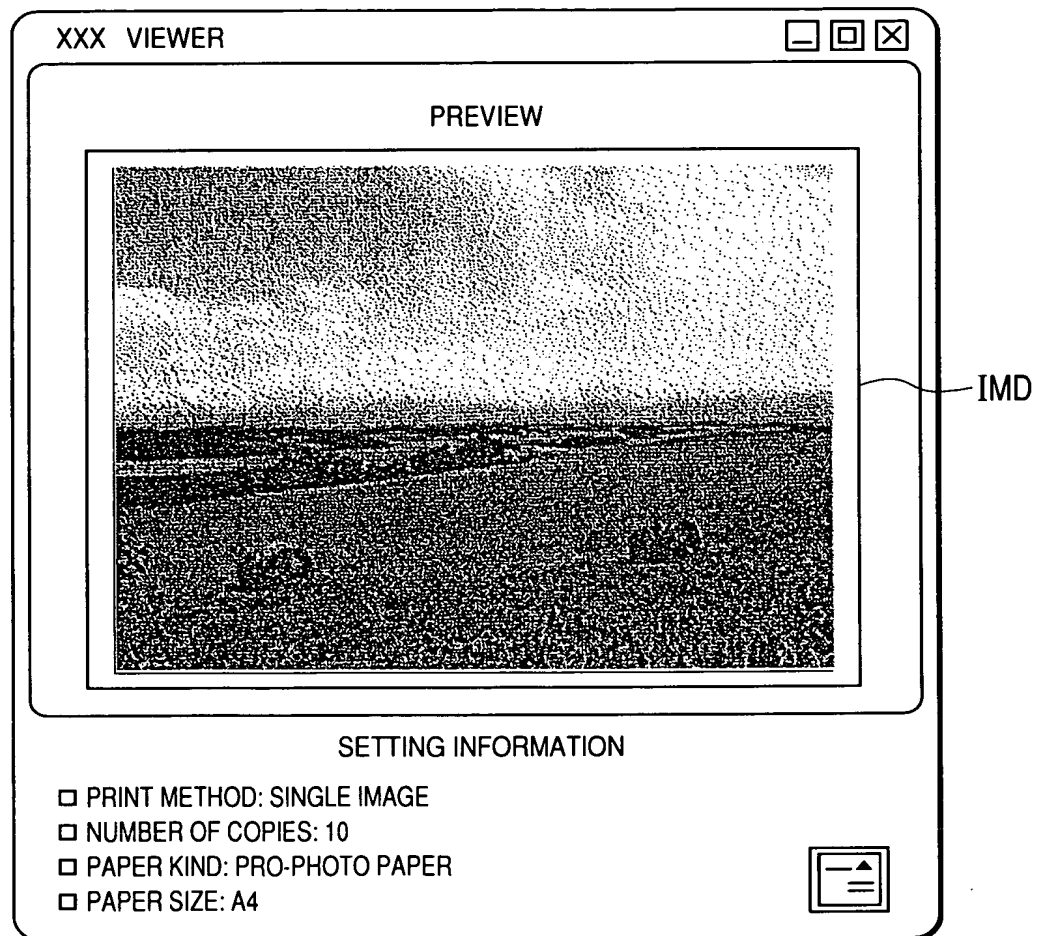 XXX VIEWER
PREVIEW
IMD
SETTING INFORMATION
PRINT METHOD: SINGLE IMAGE
NUMBER OF COPIES: 10
PAPER KIND: PRO-PHOTO PAPER
PAPER SIZE: A4